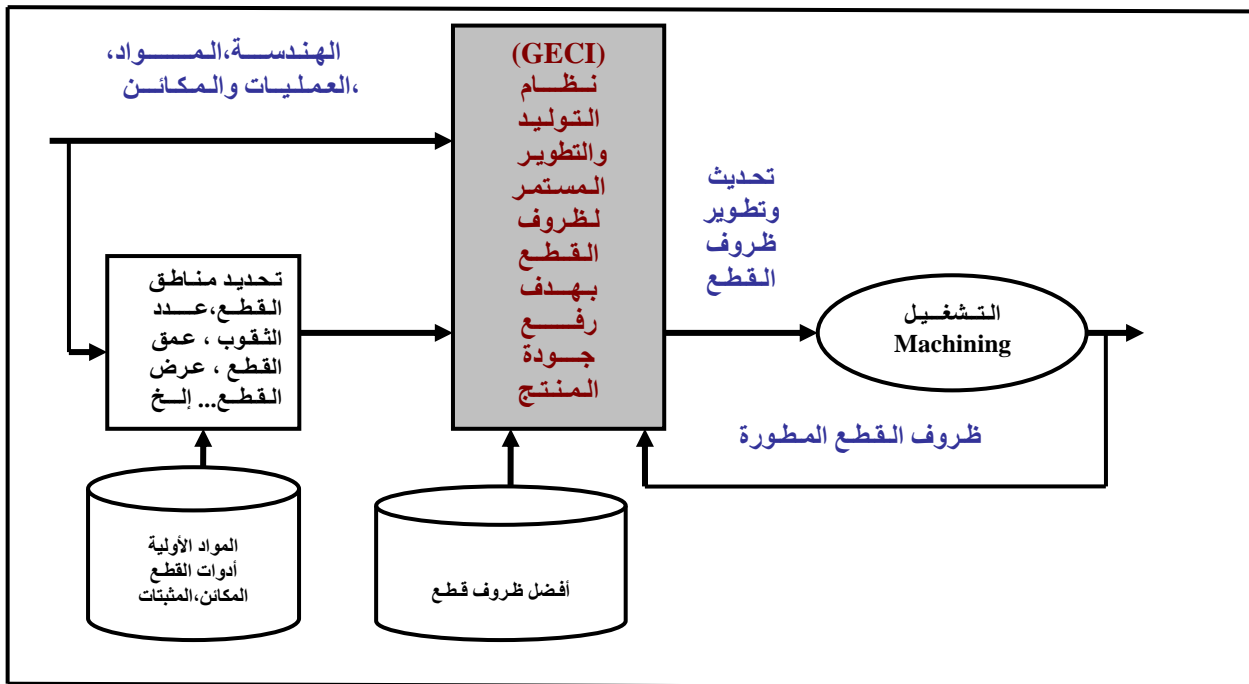 الهندسة،المواد،
العمليات والمكائن،
(GECI)
نظام
التوليد
والتطوير
المستمر
لظروف
القطع
بهدف
رفع
جودة
المنتج
تحديث
وتطوير
ظروف
القطع
تحديد مناطق
القطع،عدد
الثقوب ، عمق
القطع ، عرض
القطع... إلخ
التشغيل
Machining
ظروف القطع المطورة
المواد الأولية
أدوات القطع
المكائن،المثبتات
أفضل ظروف قطع